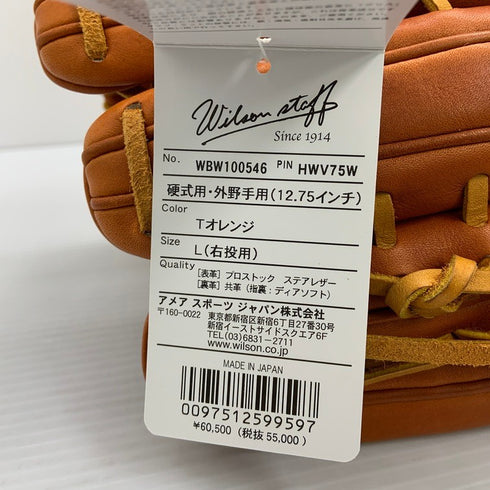 Wilson staff
Since 1914
No. WBW100546 PIN HWV75W
硬式用・外野手用(12.75インチ)
Color
Tオレンジ
Size
L(右投用)
Quality
[表革] プロストック ステアレザー
[裏革] 共革(指裏:ディアソフト)
アメア スポーツ ジャパン株式会社
〒160-0022 東京都新宿区新宿6丁目27番30号
新宿イーストサイドスクエア6F
TEL(03)6831-2711
www.wilson.co.jp
MADE IN JAPAN
0097512599597
¥60,500 (税抜 55,000)